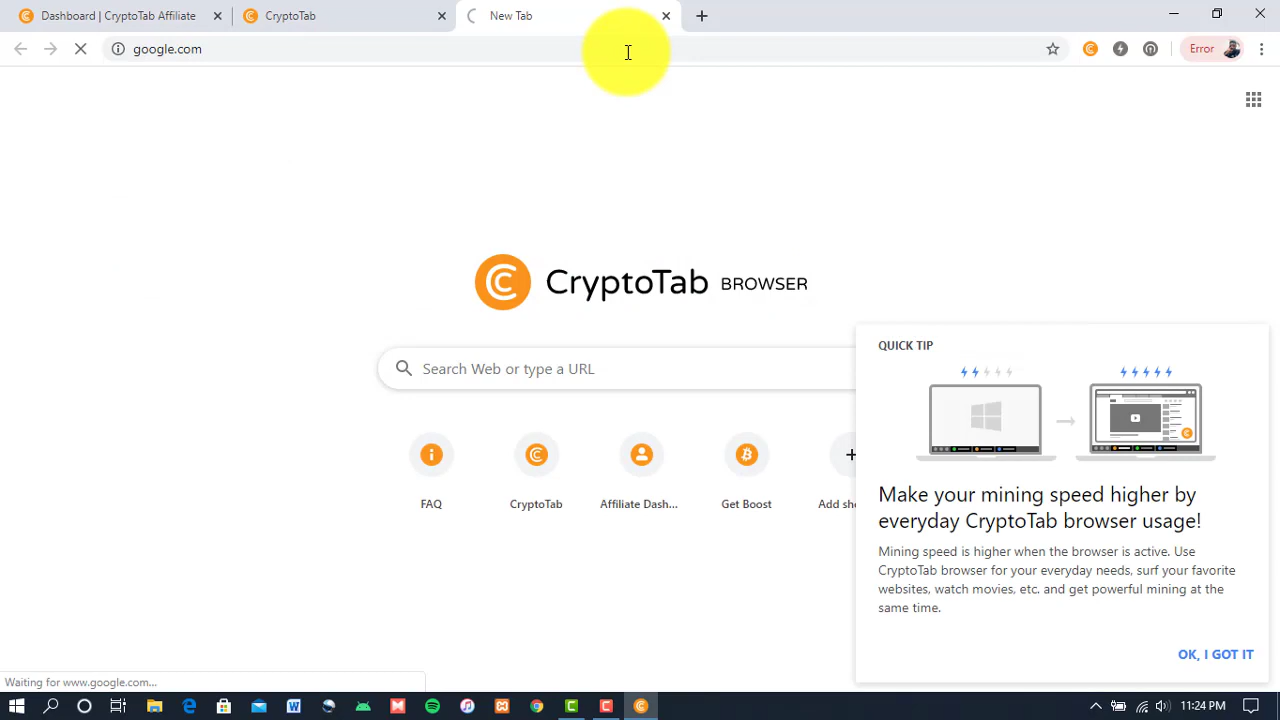 Dashboard | CryptoTab Affiliate
CryptoTab
New Tab
google.com
Error
CryptoTab BROWSER
Search Web or type a URL
FAQ
CryptoTab
Affiliate Dash...
Get Boost
Add sho
QUICK TIP
Make your mining speed higher by
everyday CryptoTab browser usage!
Mining speed is higher when the browser is active. Use
CryptoTab browser for your everyday needs, surf your favorite
websites, watch movies, etc. and get powerful mining at the
same time.
OK, I GOT IT
Waiting for www.google.com...
11:24 PM